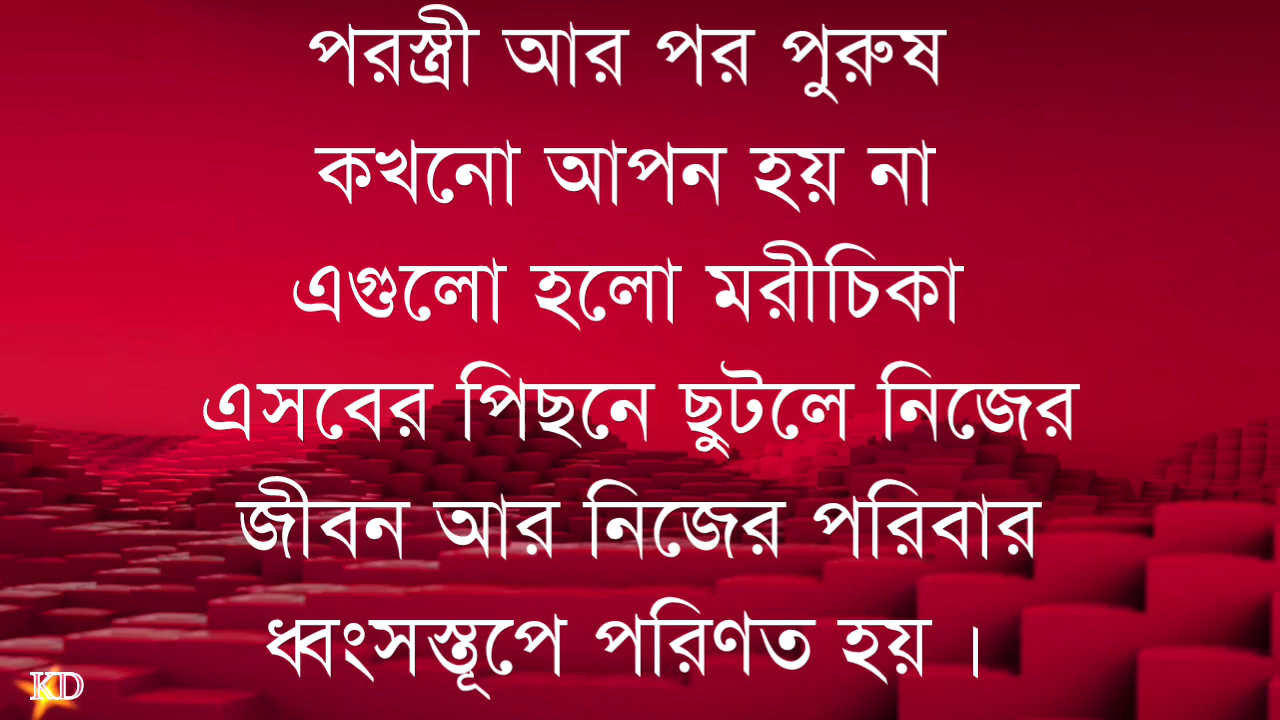 পরস্ত্রী আর পর পুরুষ
কখনো আপন হয় না
এগুলো হলো মরীচিকা
এসবের পিছনে ছুটলে নিজের
জীবন আর নিজের পরিবার
ধ্বংসস্তূপে পরিণত হয় ।
KD